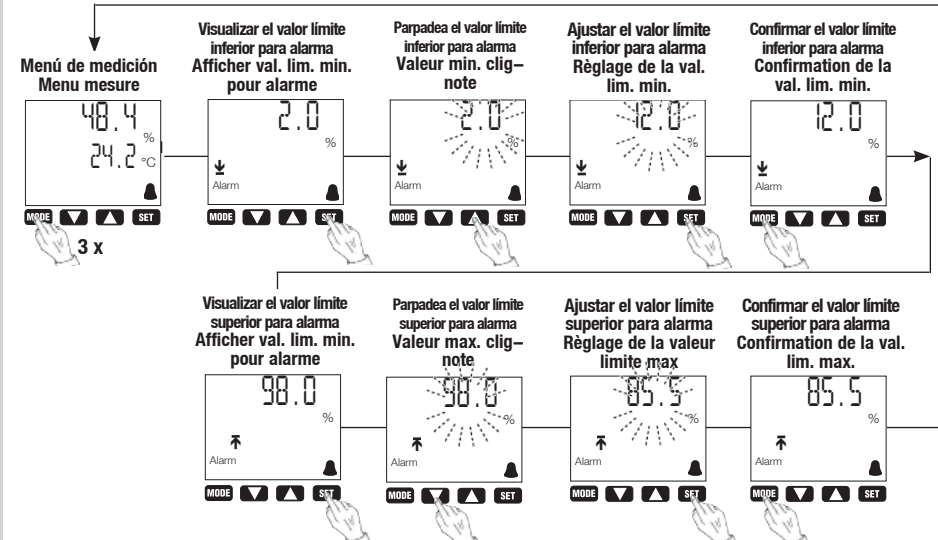 Menú de medición
Menu mesure
48.4
%
24.2 °C
MODE SET
3 x
Visualizar el valor límite
inferior para alarma
Afficher val. lim. min.
pour alarme
2.0
%
Alarm
MODE SET
Parpadea el valor límite
inferior para alarma
Valeur min. clig–
note
2.0
%
Alarm
MODE SET
Ajustar el valor límite
inferior para alarma
Règlage de la val.
lim. min.
12.0
%
Alarm
MODE SET
Confirmar el valor límite
inferior para alarma
Confirmation de la
val. lim. min.
12.0
%
Alarm
MODE SET
Visualizar el valor límite
superior para alarma
Afficher val. lim. min.
pour alarme
98.0
%
Alarm
MODE SET
Parpadea el valor límite
superior para alarma
Valeur max. clig–
note
98.0
%
Alarm
MODE SET
Ajustar el valor límite
superior para alarma
Règlage de la valeur
limite max
85.5
%
Alarm
MODE SET
Confirmar el valor límite
superior para alarma
Confirmation de la val.
lim. max.
85.5
%
Alarm
MODE SET